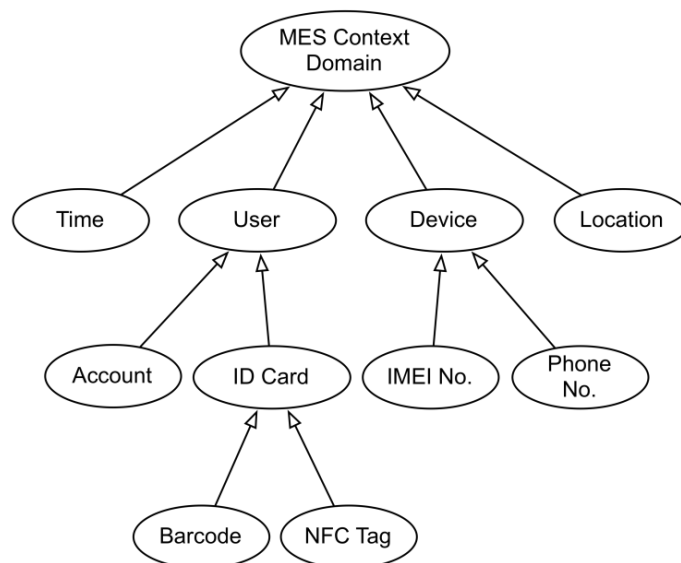 MES Context
Domain
Time
User
Device
Location
Account
ID Card
IMEI No.
Phone
No.
Barcode
NFC Tag